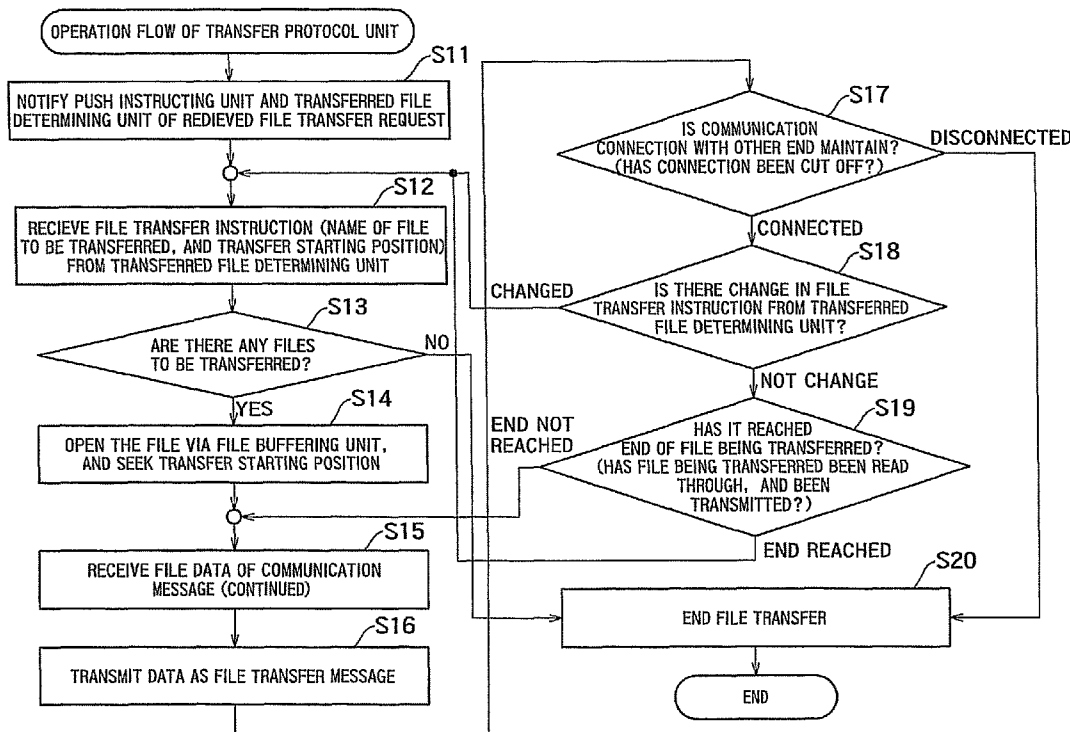 OPERATION FLOW OF TRANSFER PROTOCOL UNIT
S11
NOTIFY PUSH INSTRUCTING UNIT AND TRANSFERRED FILE
DETERMINING UNIT OF REDIEVED FILE TRANSFER REQUEST
S12
RECIEVE FILE TRANSFER INSTRUCTION (NAME OF FILE
TO BE TRANSFERRED, AND TRANSFER STARTING POSITION)
FROM TRANSFERRED FILE DETERMINING UNIT
S13
ARE THERE ANY FILES
TO BE TRANSFERRED?
NO
YES
S14
OPEN THE FILE VIA FILE BUFFERING UNIT,
AND SEEK TRANSFER STARTING POSITION
S15
RECEIVE FILE DATA OF COMMUNICATION
MESSAGE (CONTINUED)
S16
TRANSMIT DATA AS FILE TRANSFER MESSAGE
S17
IS COMMUNICATION
CONNECTION WITH OTHER END MAINTAIN?
(HAS CONNECTION BEEN CUT OFF?)
DISCONNECTED
CONNECTED
S18
IS THERE CHANGE IN FILE
TRANSFER INSTRUCTION FROM TRANSFERRED
FILE DETERMINING UNIT?
CHANGED
NOT CHANGE
S19
HAS IT REACHED
END OF FILE BEING TRANSFERRED?
(HAS FILE BEING TRANSFERRED BEEN READ
THROUGH, AND BEEN
TRANSMITTED?)
END NOT
REACHED
END REACHED
S20
END FILE TRANSFER
END